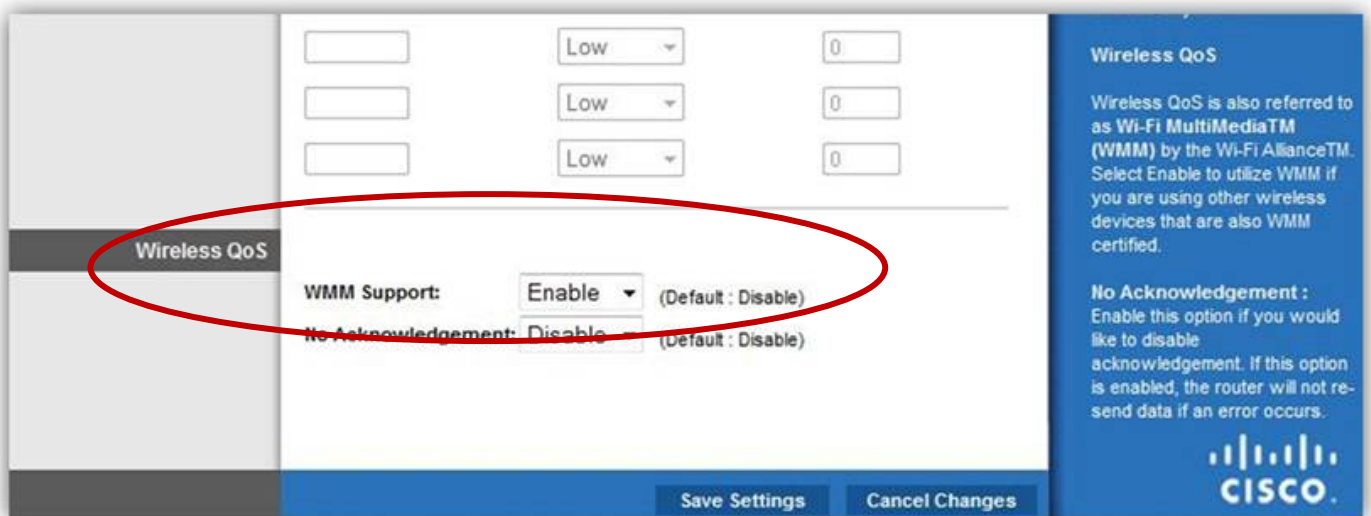 Low 0
Low 0
Low 0
Wireless QoS
WMM Support: Enable (Default : Disable)
No Acknowledgement: Disable (Default : Disable)
Save Settings Cancel Changes
Wireless QoS
Wireless QoS is also referred to
as Wi-Fi MultiMediaTM
(WMM) by the Wi-Fi AllianceTM.
Select Enable to utilize WMM if
you are using other wireless
devices that are also WMM
certified.
No Acknowledgement :
Enable this option if you would
like to disable
acknowledgement. If this option
is enabled, the router will not re-
send data if an error occurs.
CISCO.